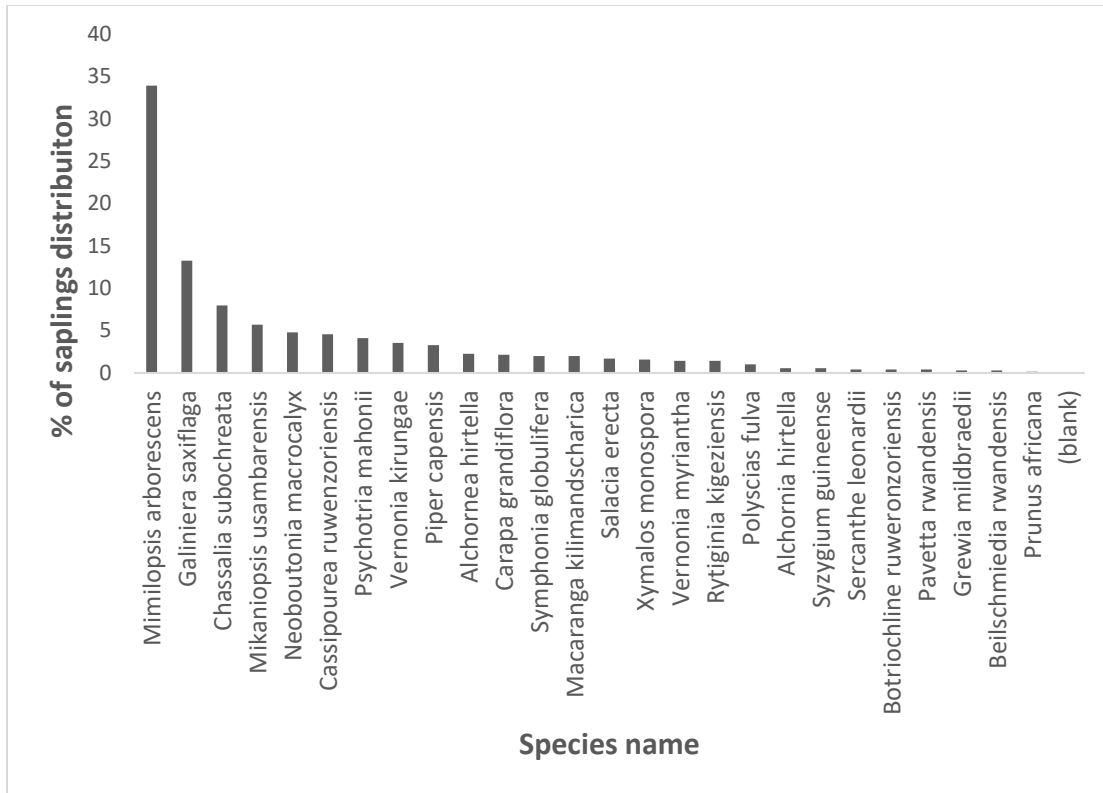 40
35
30
25
20
15
10
5
0
% of saplings distribuiton
Mimilopsis arborescens
Galiniera saxiflaga
Chassalia subochreata
Mikaniopsis usambarensis
Neoboutonia macrocalyx
Cassipourea ruwenzoriensis
Psychotria mahonii
Vernonia kirungae
Piper capensis
Alchornea hirtella
Carapa grandiflora
Symphonia globulifera
Macaranga kilimandscharica
Salacia erecta
Xymalos monospora
Vernonia myriantha
Rytiginia kigeziensis
Polyscias fulva
Alchornia hirtella
Syzygium guineense
Sercanthe leonardii
Botriochline ruweronzoriensis
Pavetta rwandensis
Grewia mildbraedii
Beilschmiedia rwandensis
Prunus africana
(blank)
Species name